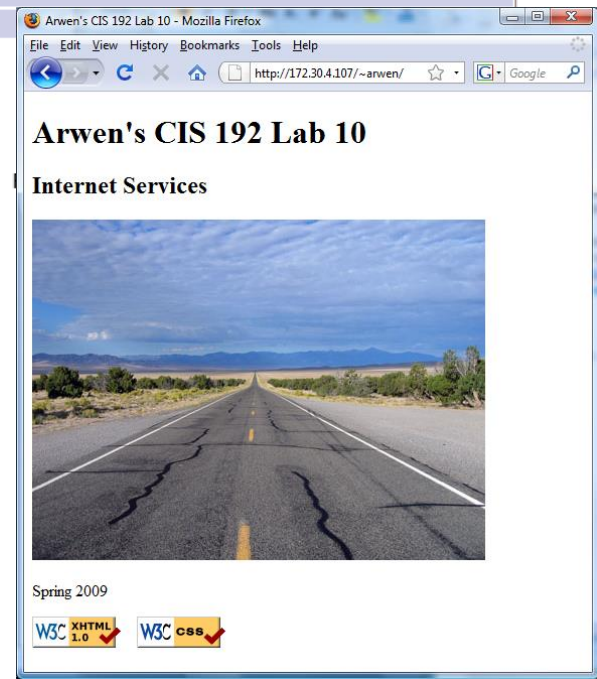 Arwen's CIS 192 Lab 10 - Mozilla Firefox
File Edit View History Bookmarks Tools Help
http://172.30.4.107/~arwen/ G Google
Arwen's CIS 192 Lab 10
Internet Services
Spring 2009
W3C XHTML 1.0 W3C css